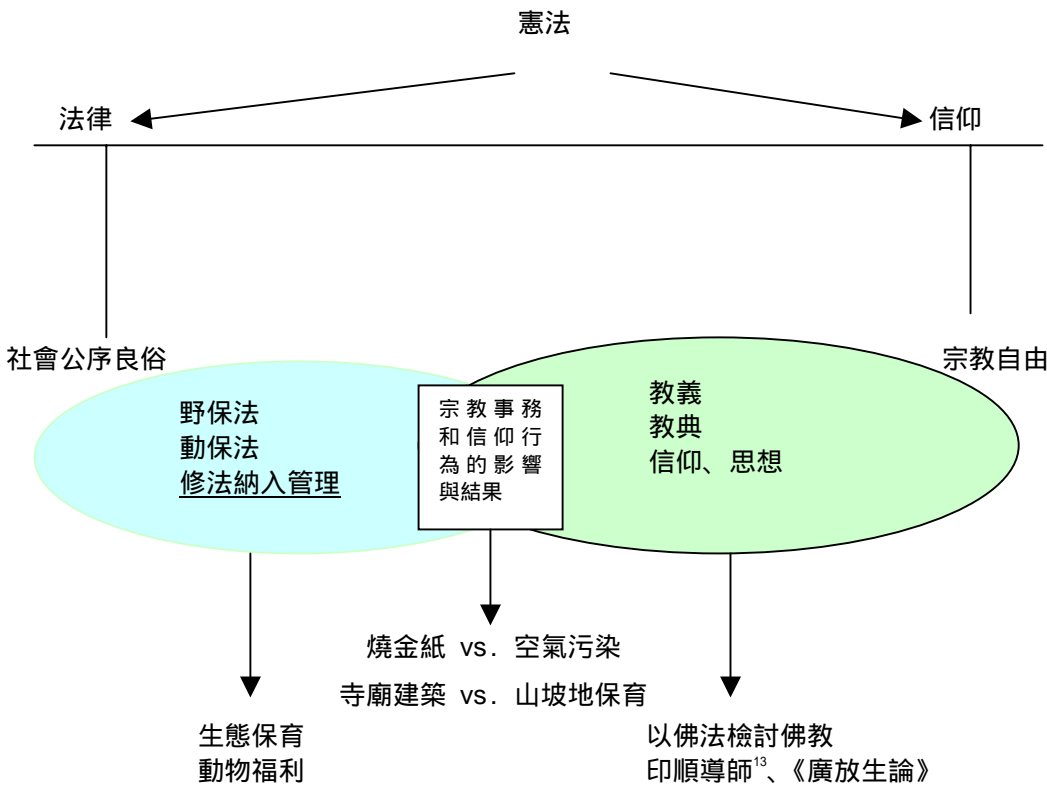 憲法
法律
信仰
社會公序良俗
宗教自由
野保法
動保法
修法納入管理
宗教事務
和信仰行
為的影響
與結果
教義
教典
信仰、思想
燒金紙 vs. 空氣污染
寺廟建築 vs. 山坡地保育
生態保育
動物福利
以佛法檢討佛教
印順導師13、《廣放生論》